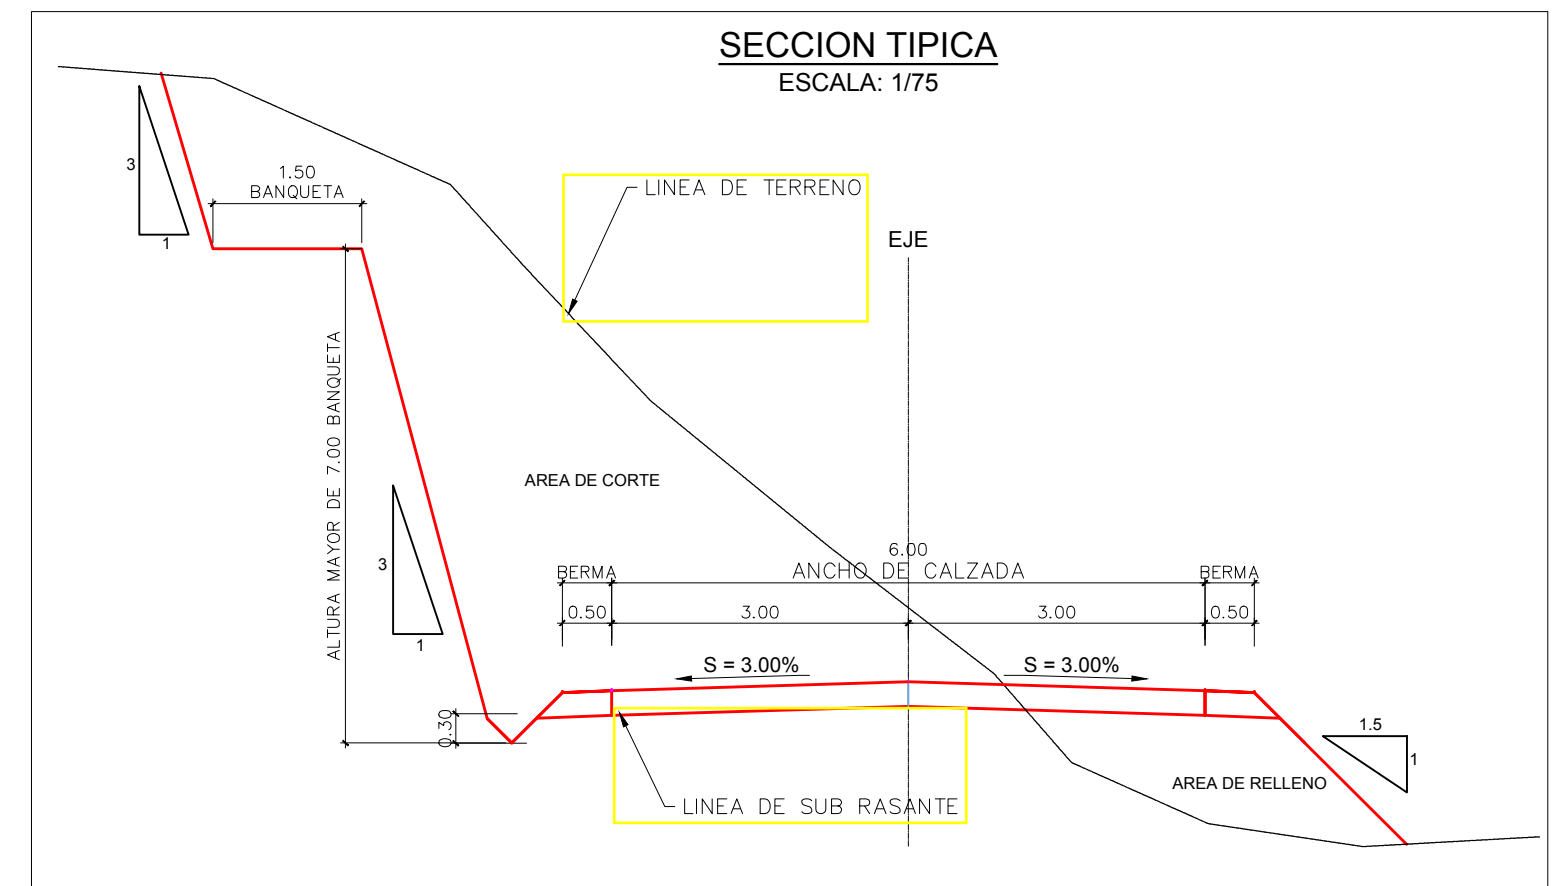 SECCION TIPICA
ESCALA: 1/75
3
1
1.50
BANQUETA
LINEA DE TERRENO
EJE
ALTURA MAYOR DE 7.00 BANQUETA
AREA DE CORTE
3
1
6.00
BERMA
ANCHO DE CALZADA
BERMA
0.50
3.00
3.00
0.50
S = 3.00%
S = 3.00%
0.30
1.5
1
LINEA DE SUB RASANTE
AREA DE RELLENO